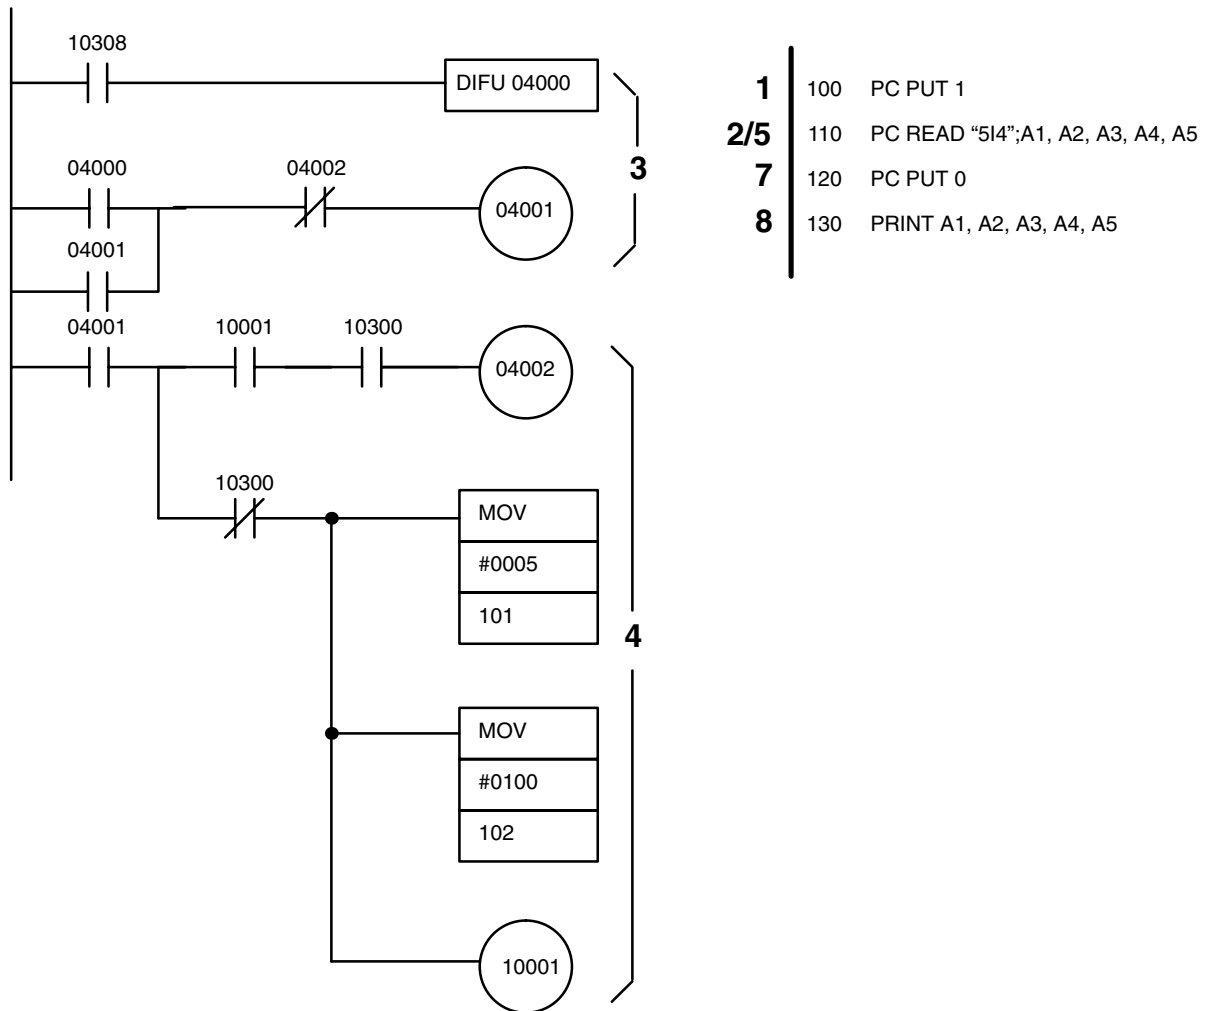 10308
DIFU 04000
3
04000
04002
04001
04001
04001
10001
10300
04002
10300
MOV
#0005
101
4
MOV
#0100
102
10001
1 100 PC PUT 1
2/5 110 PC READ “5I4”;A1, A2, A3, A4, A5
7 120 PC PUT 0
8 130 PRINT A1, A2, A3, A4, A5